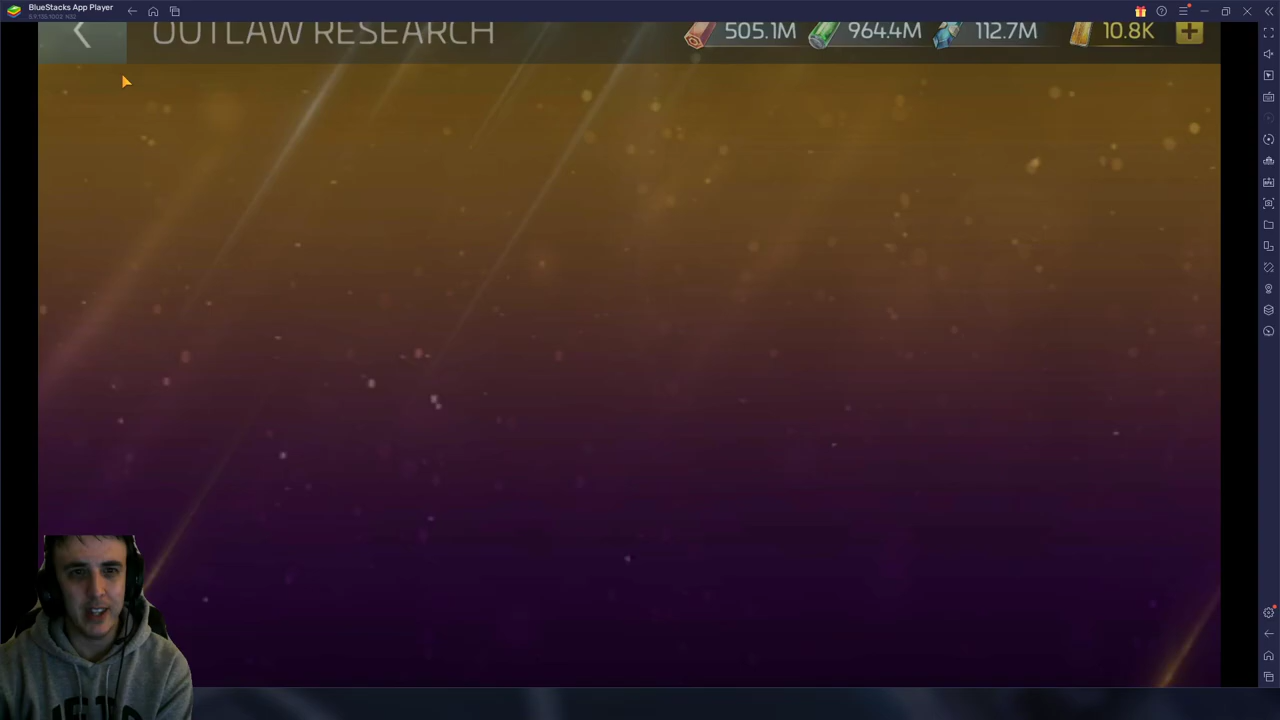 BlueStacks App Player
OUTLAW RESEARCH
505.1M
964.4M
112.7M
10.8K